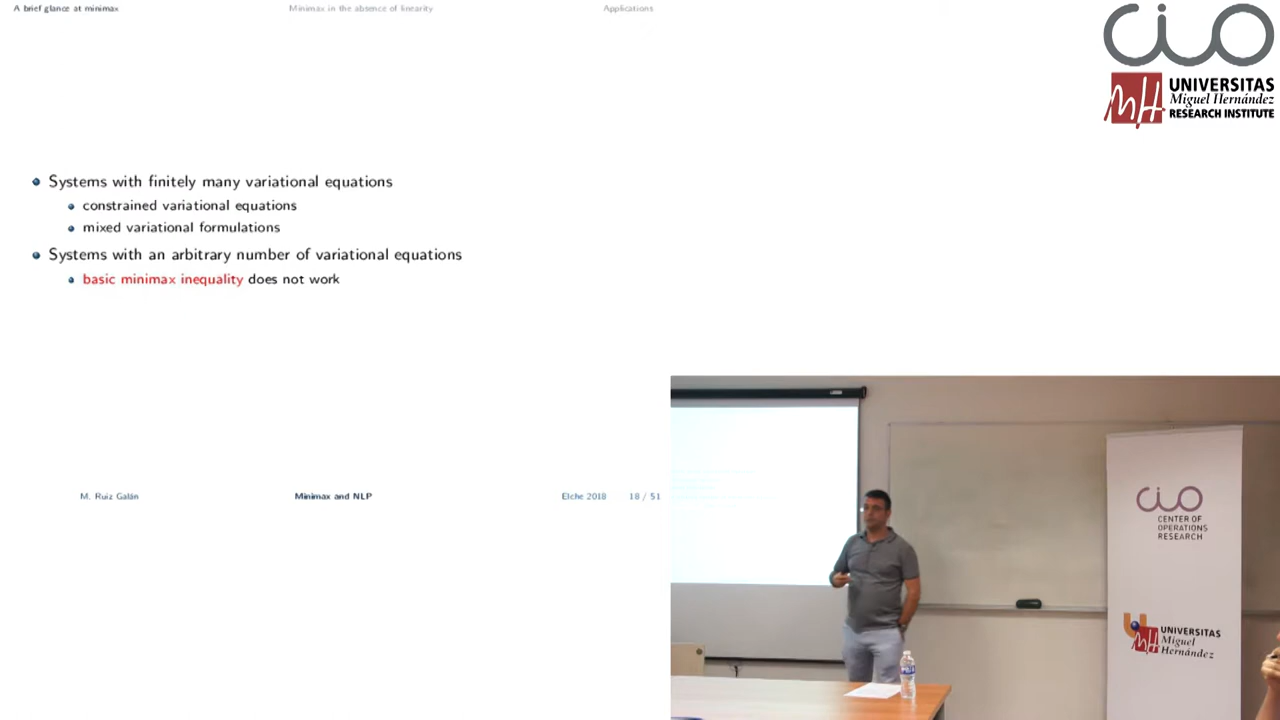 A brief glance at minimax
Minimax in the absence of linearity
Applications
Systems with finitely many variational equations
constrained variational equations
mixed variational formulations
Systems with an arbitrary number of variational equations
basic minimax inequality does not work
M. Ruiz Galán
Minimax and NLP
Elche 2018
18 / 51
CIO
UNIVERSITAS
Miguel Hernández
RESEARCH INSTITUTE
CIO
CENTER OF
OPERATIONS
RESEARCH
UNIVERSITAS
Miguel
Hernández